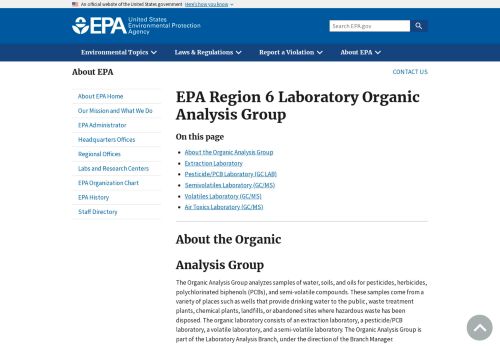 An official website of the United States government Here's how you know
EPA United States
Environmental Protection
Agency
Search EPA.gov
Environmental Topics Laws & Regulations Report a Violation About EPA
About EPA
CONTACT US
About EPA Home
Our Mission and What We Do
EPA Administrator
Headquarters Offices
Regional Offices
Labs and Research Centers
EPA Organization Chart
EPA History
Staff Directory
EPA Region 6 Laboratory Organic
Analysis Group
On this page
About the Organic Analysis Group
Extraction Laboratory
Pesticide/PCB Laboratory (GC LAB)
Semivolatiles Laboratory (GC/MS)
Volatiles Laboratory (GC/MS)
Air Toxics Laboratory (GC/MS)
About the Organic
Analysis Group
The Organic Analysis Group analyzes samples of water, soils, and oils for pesticides, herbicides,
polychlorinated biphenols (PCBs), and semi-volatile compounds. These samples come from a
variety of places such as wells that provide drinking water to the public, waste treatment
plants, chemical plants, landfills, or abandoned sites where hazardous waste has been
disposed. The organic laboratory consists of an extraction laboratory, a pesticide/PCB
laboratory, a volatile laboratory, and a semi-volatile laboratory. The Organic Analysis Group is
part of the Laboratory Analysis Branch, under the direction of the Branch Manager.